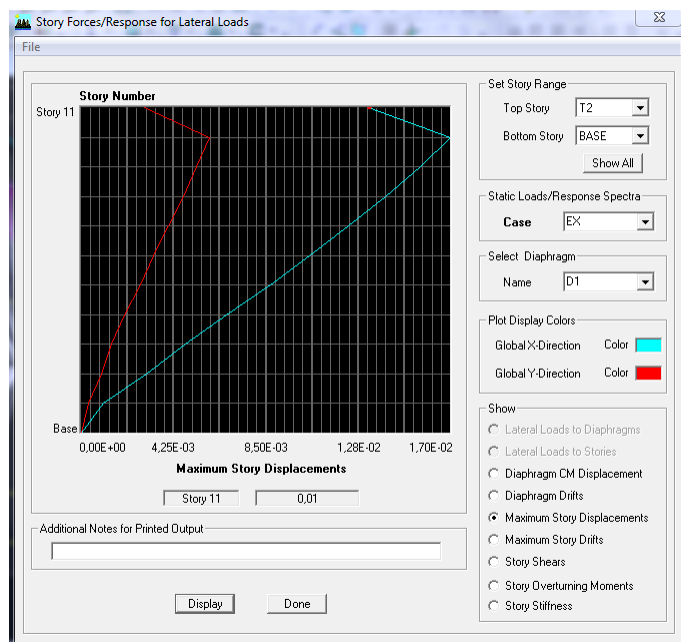 Story Forces/Response for Lateral Loads
File
Story Number
Story 11
Base
0,00E+00 4,25E-03 8,50E-03 1,28E-02 1,70E-02
Maximum Story Displacements
Story 11 0,01
Additional Notes for Printed Output
Display Done
Set Story Range
Top Story T2
Bottom Story BASE
Show All
Static Loads/Response Spectra
Case EX
Select Diaphragm
Name D1
Plot Display Colors
Global X-Direction Color
Global Y-Direction Color
Show
Lateral Loads to Diaphragms
Lateral Loads to Stories
Diaphragm CM Displacement
Diaphragm Drifts
Maximum Story Displacements
Maximum Story Drifts
Story Shears
Story Overturning Moments
Story Stiffness